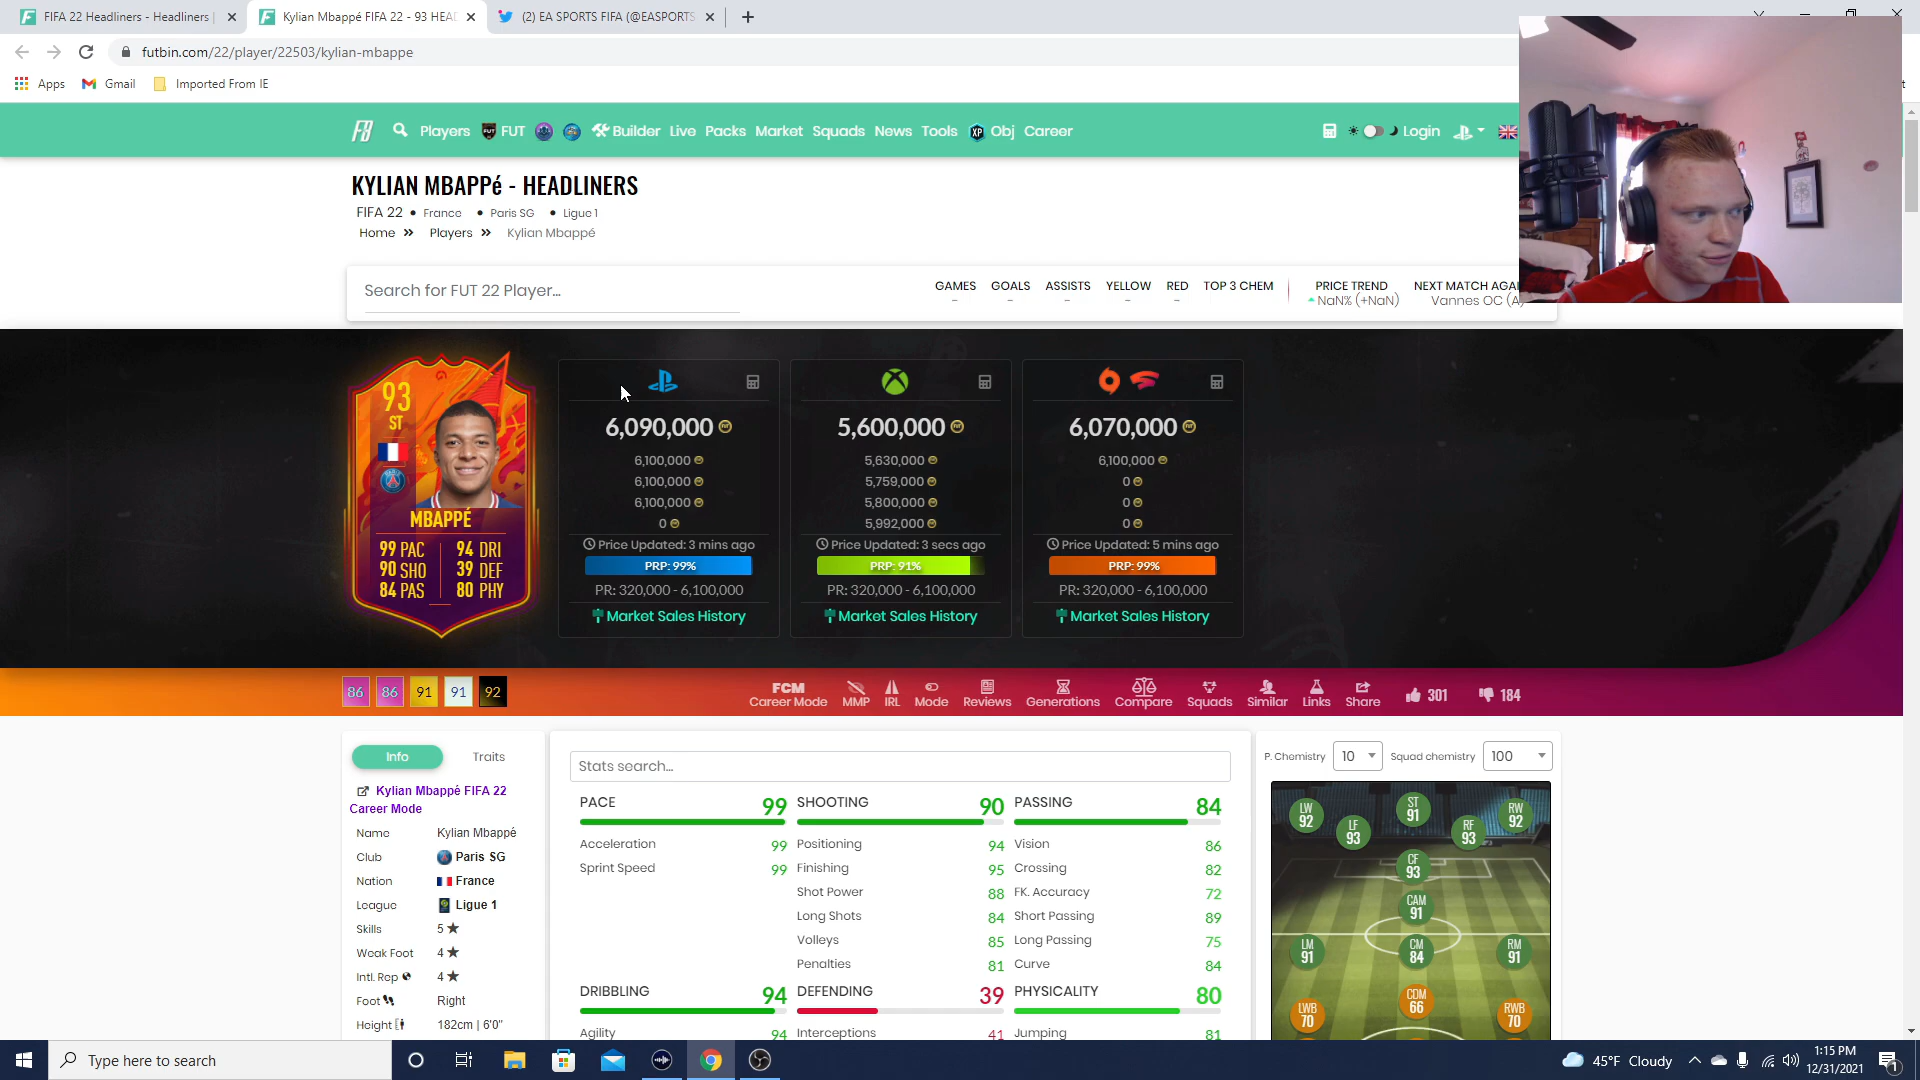 FIFA 22 Headliners - Headliners |
Kylian Mbappé FIFA 22 - 93 HEAD
(2) EA SPORTS FIFA (@EASPORTS
futbin.com/22/player/22503/kylian-mbappe
Apps
Gmail
Imported From IE
Players
FUT
Builder
Live
Packs
Market
Squads
News
Tools
XP Obj
Career
Login
KYLIAN MBAPPé - HEADLINERS
FIFA 22 • France • Paris SG • Ligue 1
Home » Players » Kylian Mbappé
Search for FUT 22 Player...
GAMES GOALS ASSISTS YELLOW RED TOP 3 CHEM
- - - - -
PRICE TREND
NaN% (+NaN)
NEXT MATCH AGAI
Vannes OC (A)
93
ST
MBAPPÉ
99 PAC 94 DRI
90 SHO 39 DEF
84 PAS 80 PHY
6,090,000
6,100,000
6,100,000
6,100,000
0
Price Updated: 3 mins ago
PRP: 99%
PR: 320,000 - 6,100,000
Market Sales History
5,600,000
5,630,000
5,759,000
5,800,000
5,992,000
Price Updated: 3 secs ago
PRP: 91%
PR: 320,000 - 6,100,000
Market Sales History
6,070,000
6,100,000
0
0
0
Price Updated: 5 mins ago
PRP: 99%
PR: 320,000 - 6,100,000
Market Sales History
86 86 91 91 92
FCM
Career Mode
MMP
IRL
Mode
Reviews
Generations
Compare
Squads
Similar
Links
Share
301
184
Info
Traits
Kylian Mbappé FIFA 22
Career Mode
Name Kylian Mbappé
Club Paris SG
Nation France
League Ligue 1
Skills 5 ★
Weak Foot 4 ★
Intl. Rep 4 ★
Foot Right
Height 182cm | 6'0"
Stats search...
PACE 99
Acceleration 99
Sprint Speed 99
SHOOTING 90
Positioning 94
Finishing 95
Shot Power 88
Long Shots 84
Volleys 85
Penalties 81
PASSING 84
Vision 86
Crossing 82
FK. Accuracy 72
Short Passing 89
Long Passing 75
Curve 84
DRIBBLING 94
Agility 94
DEFENDING 39
Interceptions 41
PHYSICALITY 80
Jumping 81
P. Chemistry 10
Squad chemistry 100
LW
92
ST
91
RW
92
LF
93
RF
93
CF
93
CAM
91
LM
91
CM
84
RM
91
LWB
70
CDM
66
RWB
70
Type here to search
45°F Cloudy
1:15 PM
12/31/2021
1